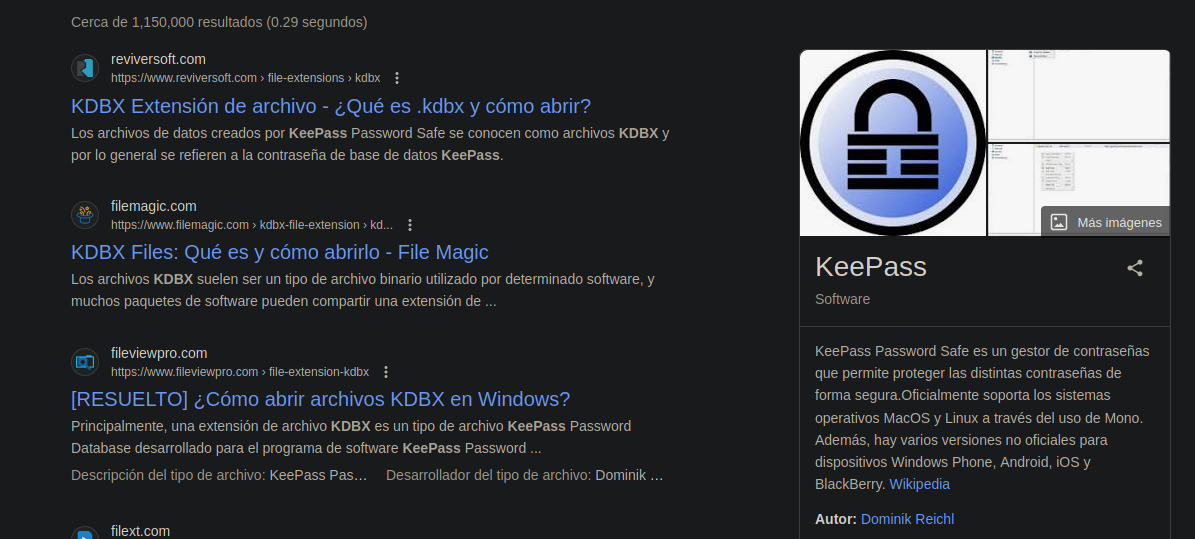 Cerca de 1,150,000 resultados (0.29 segundos)
reviversoft.com
https://www.reviversoft.com › file-extensions › kdbx
KDBX Extensión de archivo - ¿Qué es .kdbx y cómo abrir?
Los archivos de datos creados por KeePass Password Safe se conocen como archivos KDBX y
por lo general se refieren a la contraseña de base de datos KeePass.
filemagic.com
https://www.filemagic.com › kdbx-file-extension › kd...
KDBX Files: Qué es y cómo abrirlo - File Magic
Los archivos KDBX suelen ser un tipo de archivo binario utilizado por determinado software, y
muchos paquetes de software pueden compartir una extensión de ...
fileviewpro.com
https://www.fileviewpro.com › file-extension-kdbx
[RESUELTO] ¿Cómo abrir archivos KDBX en Windows?
Principalmente, una extensión de archivo KDBX es un tipo de archivo KeePass Password
Database desarrollado para el programa de software KeePass Password ...
Descripción del tipo de archivo: KeePass Pas… Desarrollador del tipo de archivo: Dominik …
filext.com
Más imágenes
KeePass
Software
KeePass Password Safe es un gestor de contraseñas
que permite proteger las distintas contraseñas de
forma segura.Oficialmente soporta los sistemas
operativos MacOS y Linux a través del uso de Mono.
Además, hay varios versiones no oficiales para
dispositivos Windows Phone, Android, iOS y
BlackBerry. Wikipedia
Autor: Dominik Reichl